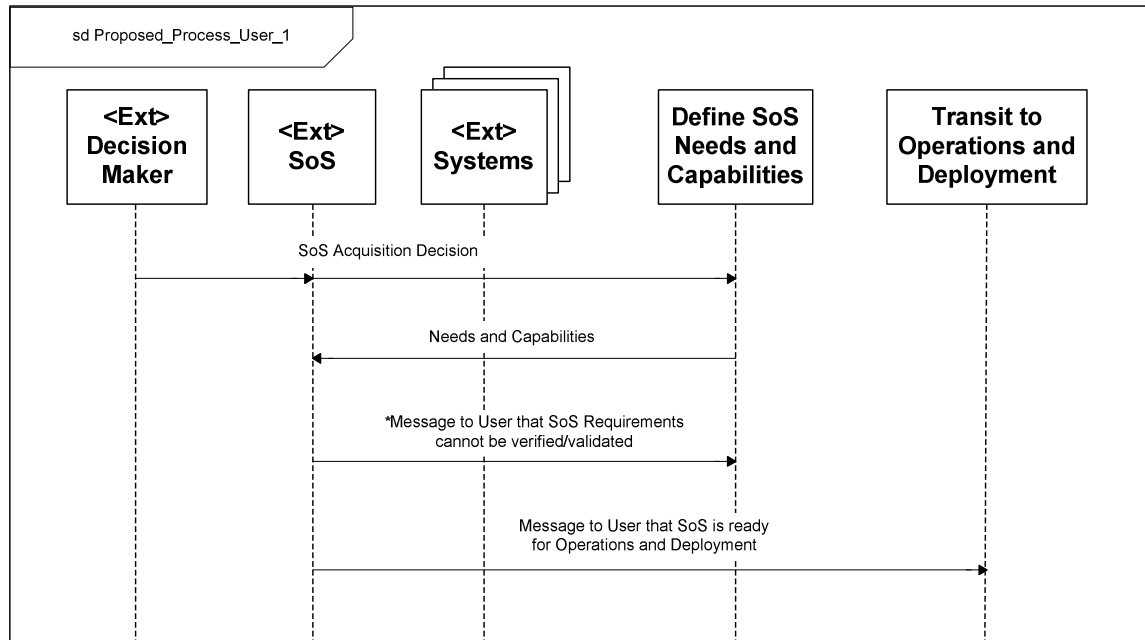 sd Proposed_Process_User_1
<Ext>
Decision
Maker
<Ext>
SoS
<Ext>
Systems
Define SoS
Needs and
Capabilities
Transit to
Operations and
Deployment
SoS Acquisition Decision
Needs and Capabilities
*Message to User that SoS Requirements
cannot be verified/validated
Message to User that SoS is ready
for Operations and Deployment